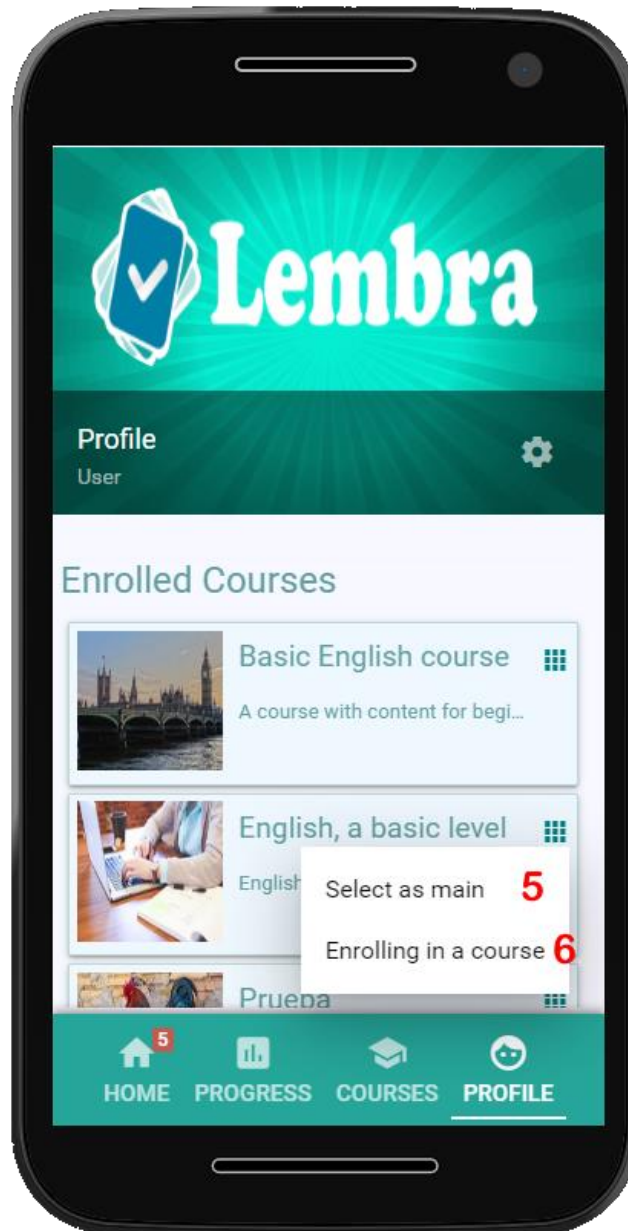 Lembra
Profile
User
Enrolled Courses
Basic English course
A course with content for begi...
English, a basic level
English
Select as main 5
Enrolling in a course 6
Prueba
5
HOME PROGRESS COURSES PROFILE